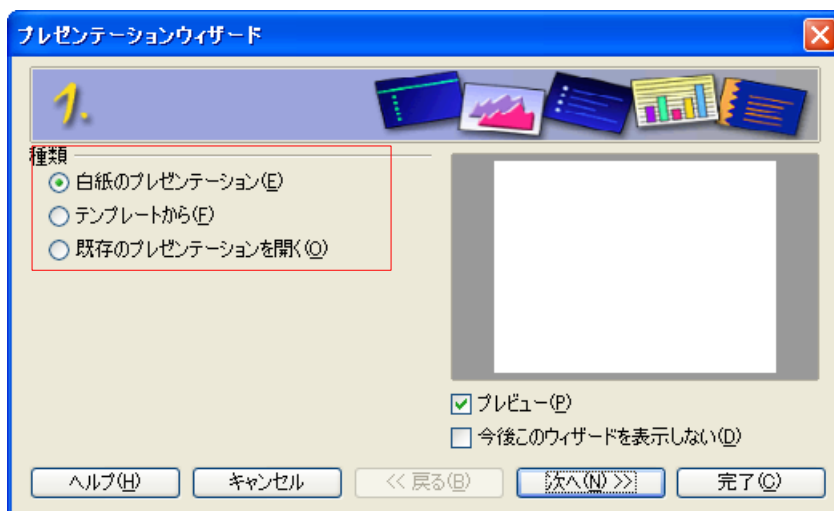 プレゼンテーションウィザード
1.
種類
白紙のプレゼンテーション(E)
テンプレートから(F)
既存のプレゼンテーションを開く(O)
プレビュー(P)
今後このウィザードを表示しない(D)
ヘルプ(H) キャンセル << 戻る(B) 次へ(N) >> 完了(C)